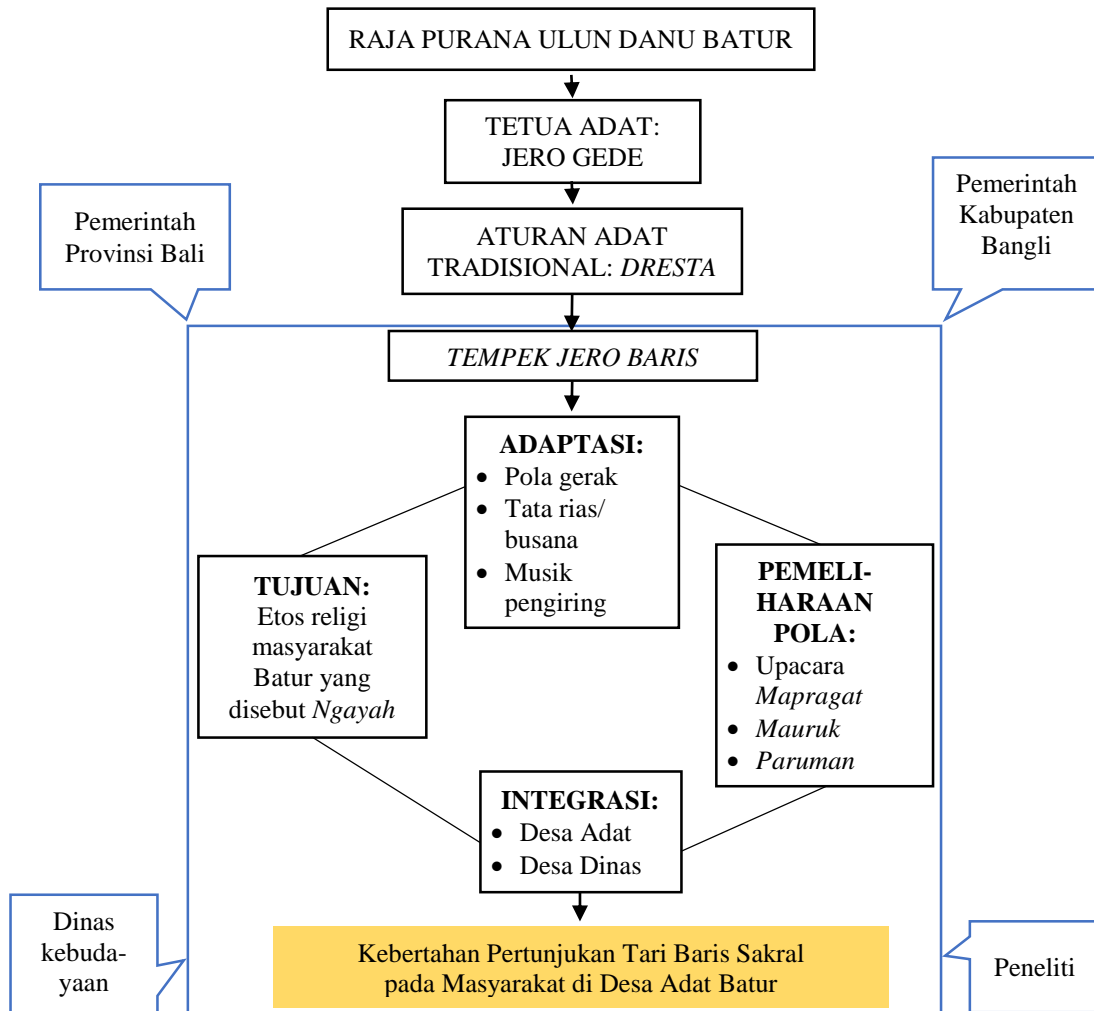 RAJA PURANA ULUN DANU BATUR
TETUA ADAT:
JERO GEDE
Pemerintah
Provinsi Bali
ATURAN ADAT
TRADISIONAL: DRESTA
Pemerintah
Kabupaten
Bangli
TEMPEK JERO BARIS
ADAPTASI:
• Pola gerak
• Tata rias/
busana
• Musik
pengiring
TUJUAN:
Etos religi
masyarakat
Batur yang
disebut Ngayah
PEMELI-
HARAAN
POLA:
• Upacara
Mapragat
• Mauruk
• Paruman
INTEGRASI:
• Desa Adat
• Desa Dinas
Dinas
kebuda-
yaan
Kebertahan Pertunjukan Tari Baris Sakral
pada Masyarakat di Desa Adat Batur
Peneliti